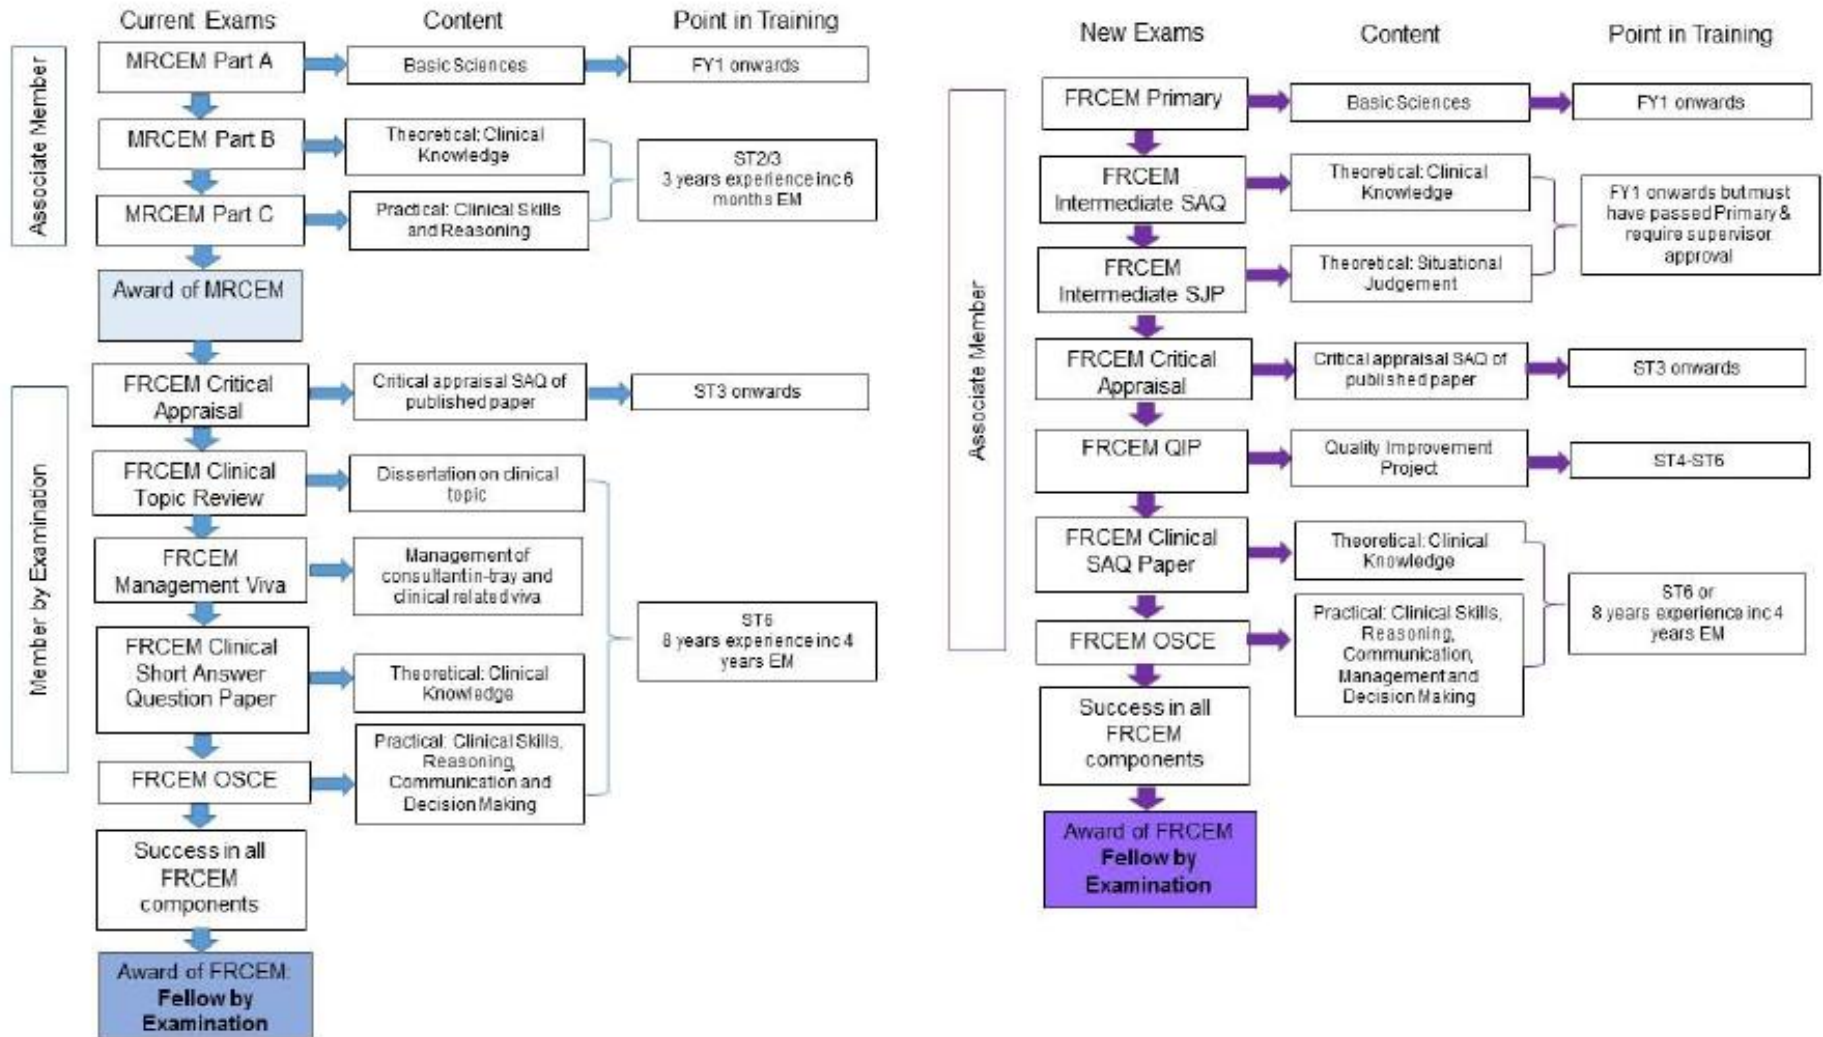 Current Exams
Content
Point in Training
Associate Member
MRCEM Part A
Basic Sciences
FY1 onwards
MRCEM Part B
Theoretical: Clinical
Knowledge
ST2/3
3 years experience inc 6
months EM
MRCEM Part C
Practical: Clinical Skills
and Reasoning
Award of MRCEM
Member by Examination
FRCEM Critical
Appraisal
Critical appraisal SAQ of
published paper
ST3 onwards
FRCEM Clinical
Topic Review
Dissertation on clinical
topic
FRCEM
Management Viva
Management of
consultant in-tray and
clinical related viva
ST6
8 years experience inc 4
years EM
FRCEM Clinical
Short Answer
Question Paper
Theoretical: Clinical
Knowledge
FRCEM OSCE
Practical: Clinical Skills,
Reasoning,
Communication and
Decision Making
Success in all
FRCEM
components
Award of FRCEM:
Fellow by
Examination
New Exams
Content
Point in Training
Associate Member
FRCEM Primary
Basic Sciences
FY1 onwards
FRCEM
Intermediate SAQ
Theoretical: Clinical
Knowledge
FY1 onwards but must
have passed Primary &
require supervisor
approval
FRCEM
Intermediate SJP
Theoretical: Situational
Judgement
FRCEM Critical
Appraisal
Critical appraisal SAQ of
published paper
ST3 onwards
FRCEM QIP
Quality Improvement
Project
ST4-ST6
FRCEM Clinical
SAQ Paper
Theoretical: Clinical
Knowledge
ST6 or
8 years experience inc 4
years EM
FRCEM OSCE
Practical: Clinical Skills,
Reasoning,
Communication,
Management and
Decision Making
Success in all
FRCEM
components
Award of FRCEM
Fellow by
Examination